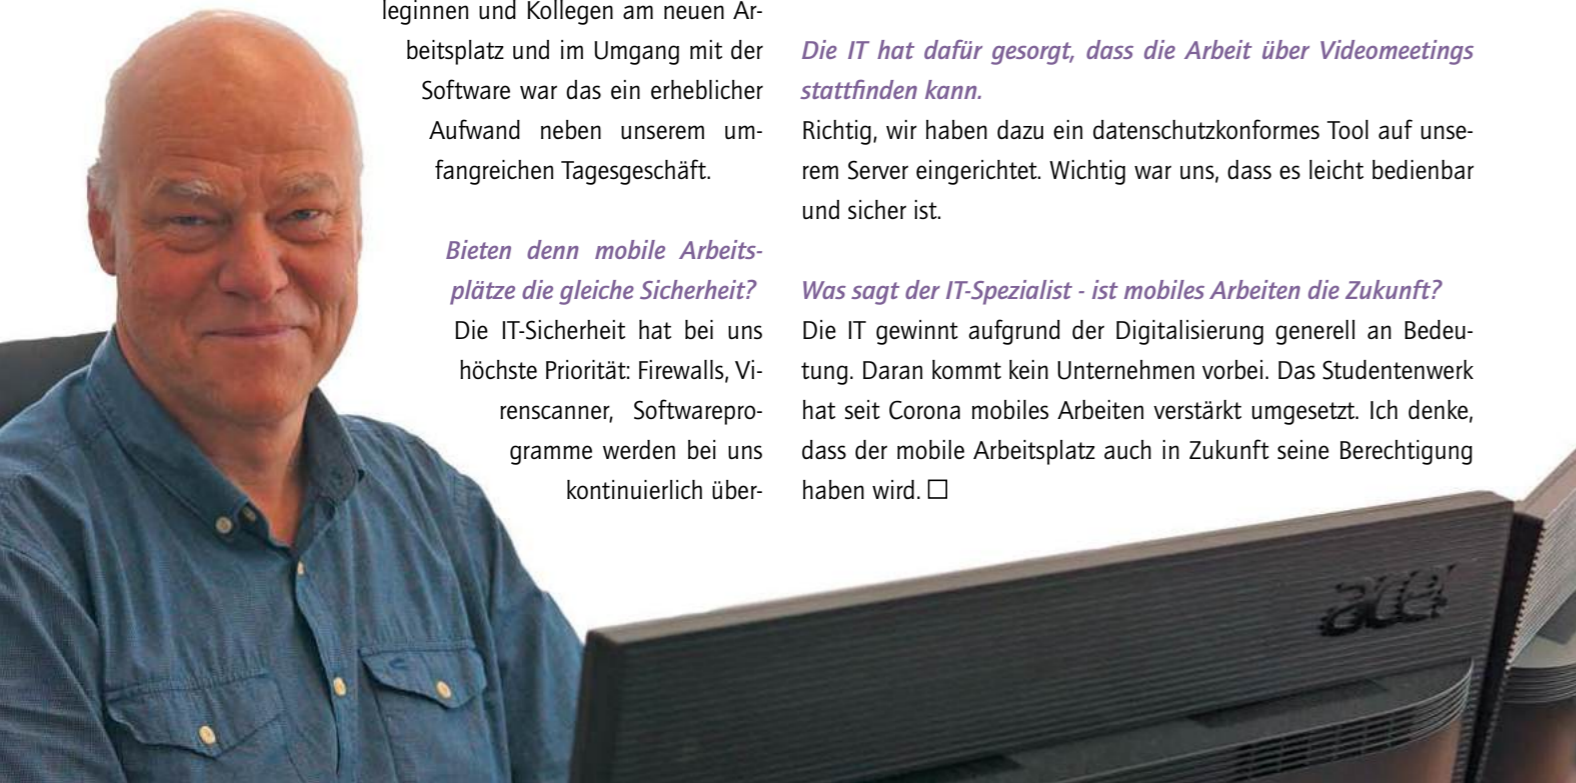 leginnen und Kollegen am neuen Ar-
beitsplatz und im Umgang mit der
Software war das ein erheblicher
Aufwand neben unserem um-
fangreichen Tagesgeschäft.
Bieten denn mobile Arbeits-
plätze die gleiche Sicherheit?
Die IT-Sicherheit hat bei uns
höchste Priorität: Firewalls, Vi-
renscanner, Softwarepro-
gramme werden bei uns
kontinuierlich über-
Die IT hat dafür gesorgt, dass die Arbeit über Videomeetings
stattfinden kann.
Richtig, wir haben dazu ein datenschutzkonformes Tool auf unse-
rem Server eingerichtet. Wichtig war uns, dass es leicht bedienbar
und sicher ist.
Was sagt der IT-Spezialist - ist mobiles Arbeiten die Zukunft?
Die IT gewinnt aufgrund der Digitalisierung generell an Bedeu-
tung. Daran kommt kein Unternehmen vorbei. Das Studentenwerk
hat seit Corona mobiles Arbeiten verstärkt umgesetzt. Ich denke,
dass der mobile Arbeitsplatz auch in Zukunft seine Berechtigung
haben wird. □
acer